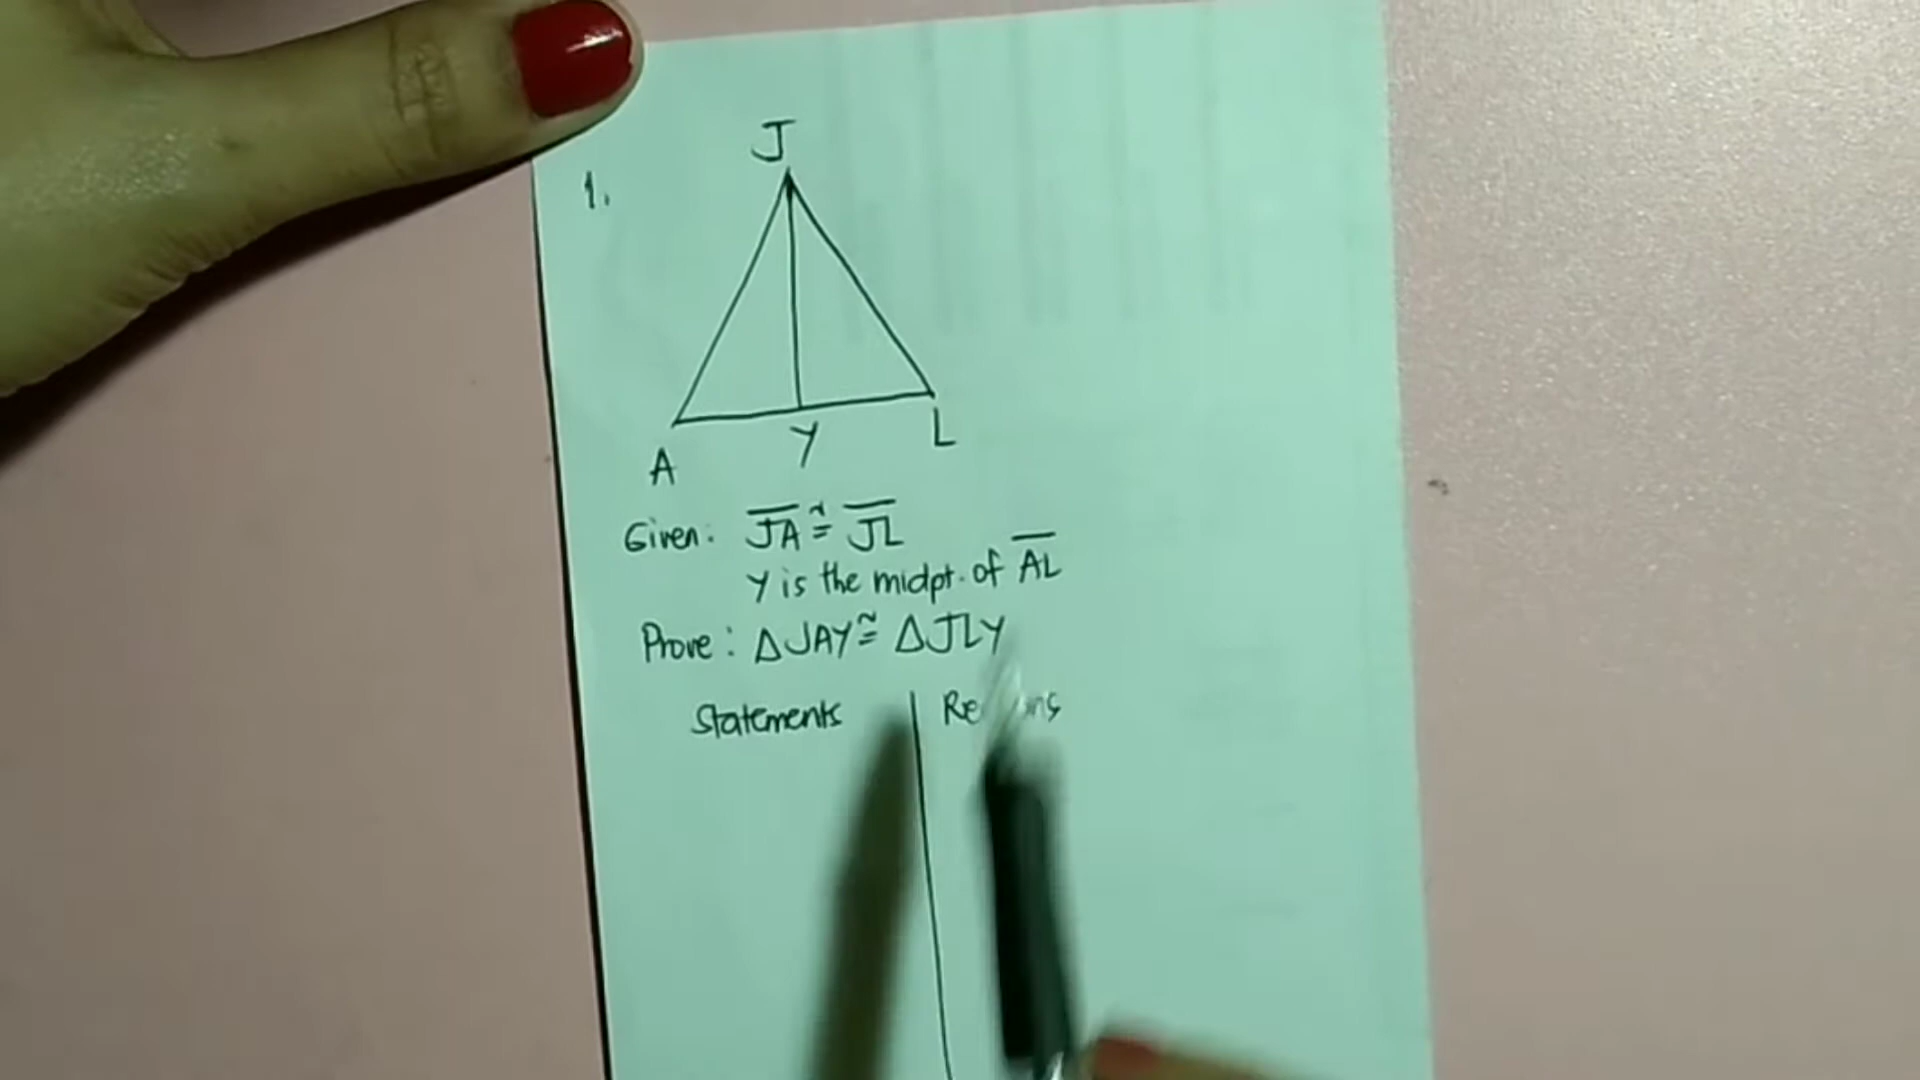 J
1.
A Y L
Given: JA ≅ JL
Y is the midpt. of AL
Prove: △JAY ≅ △JLY
Statements